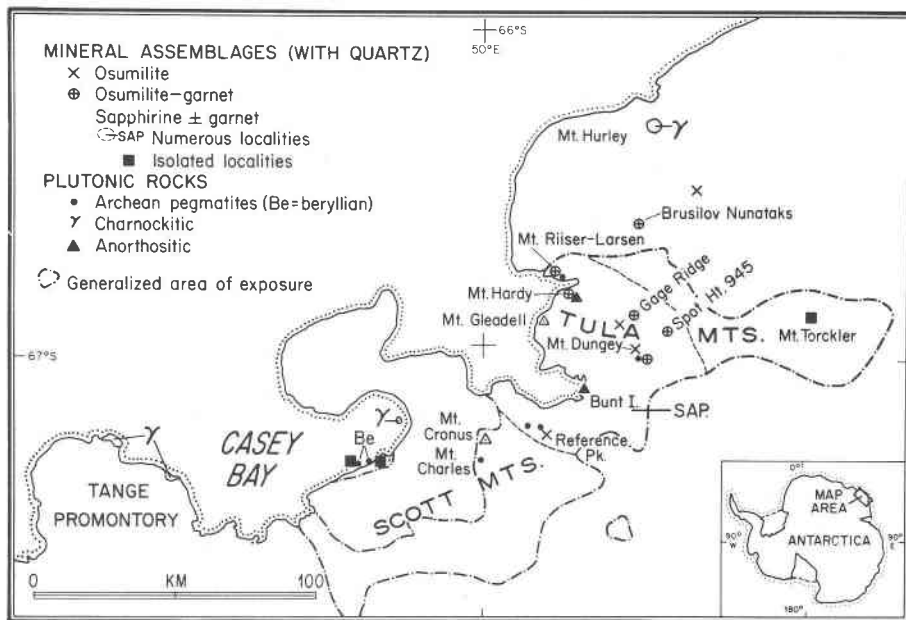 MINERAL ASSEMBLAGES (WITH QUARTZ)
× Osumilite
⊕ Osumilite-garnet
Sapphirine ± garnet
SAP Numerous localities
■ Isolated localities
PLUTONIC ROCKS
• Archean pegmatites (Be=beryllian)
γ Charnockitic
▲ Anorthositic
Generalized area of exposure
66°S
50°E
Mt. Hurley
γ
Brusilov Nunataks
Mt. Riiser-Larsen
Gage Ridge
Spot Ht. 945
Mt. Hardy
Mt. Gleadell
TULA
MTS.
Mt. Torckler
67°S
Mt. Dungey
Bunt I.
SAP.
γ
Be
Mt. Cronus
Mt. Charles
Reference Pk.
γ
CASEY
BAY
SCOTT MTS.
TANGE
PROMONTORY
0 KM 100
0°
MAP
AREA
ANTARCTICA
90°
W
90°
E
180°